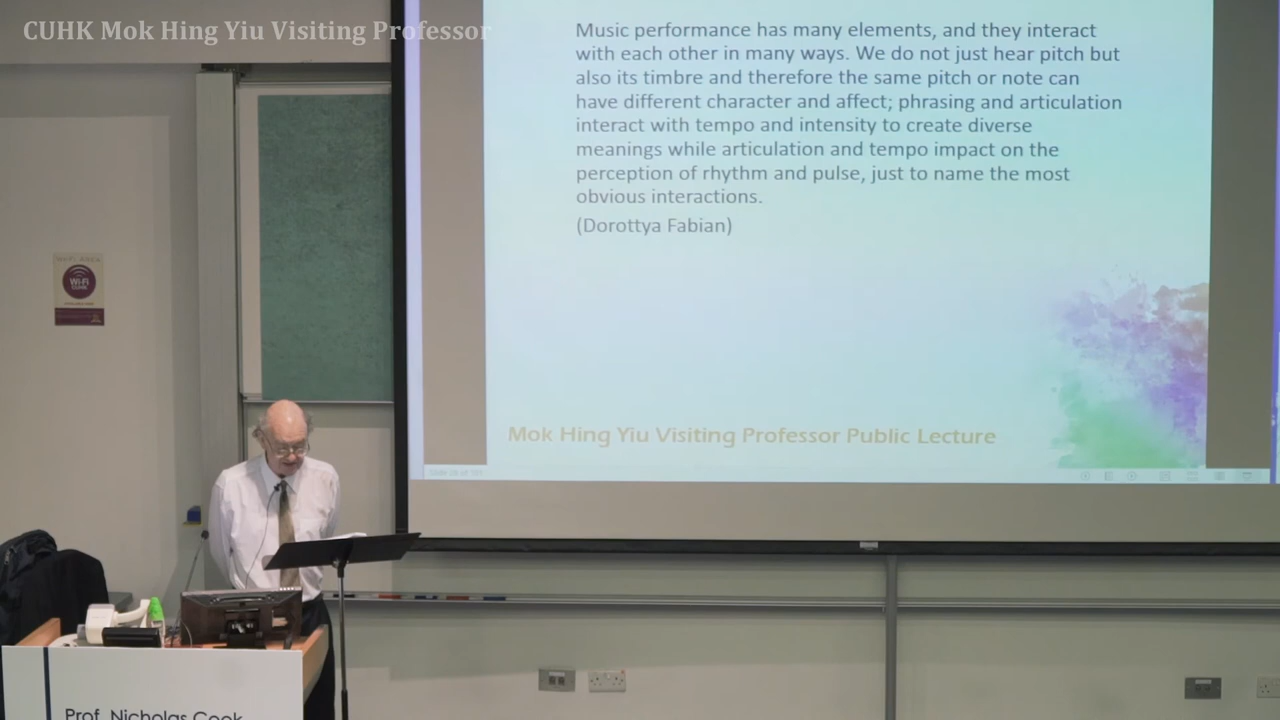 CUHK Mok Hing Yiu Visiting Professor
Music performance has many elements, and they interact
with each other in many ways. We do not just hear pitch but
also its timbre and therefore the same pitch or note can
have different character and affect; phrasing and articulation
interact with tempo and intensity to create diverse
meanings while articulation and tempo impact on the
perception of rhythm and pulse, just to name the most
obvious interactions.
(Dorottya Fabian)
Mok Hing Yiu Visiting Professor Public Lecture
Wi-Fi
Prof. Nicholas Cook